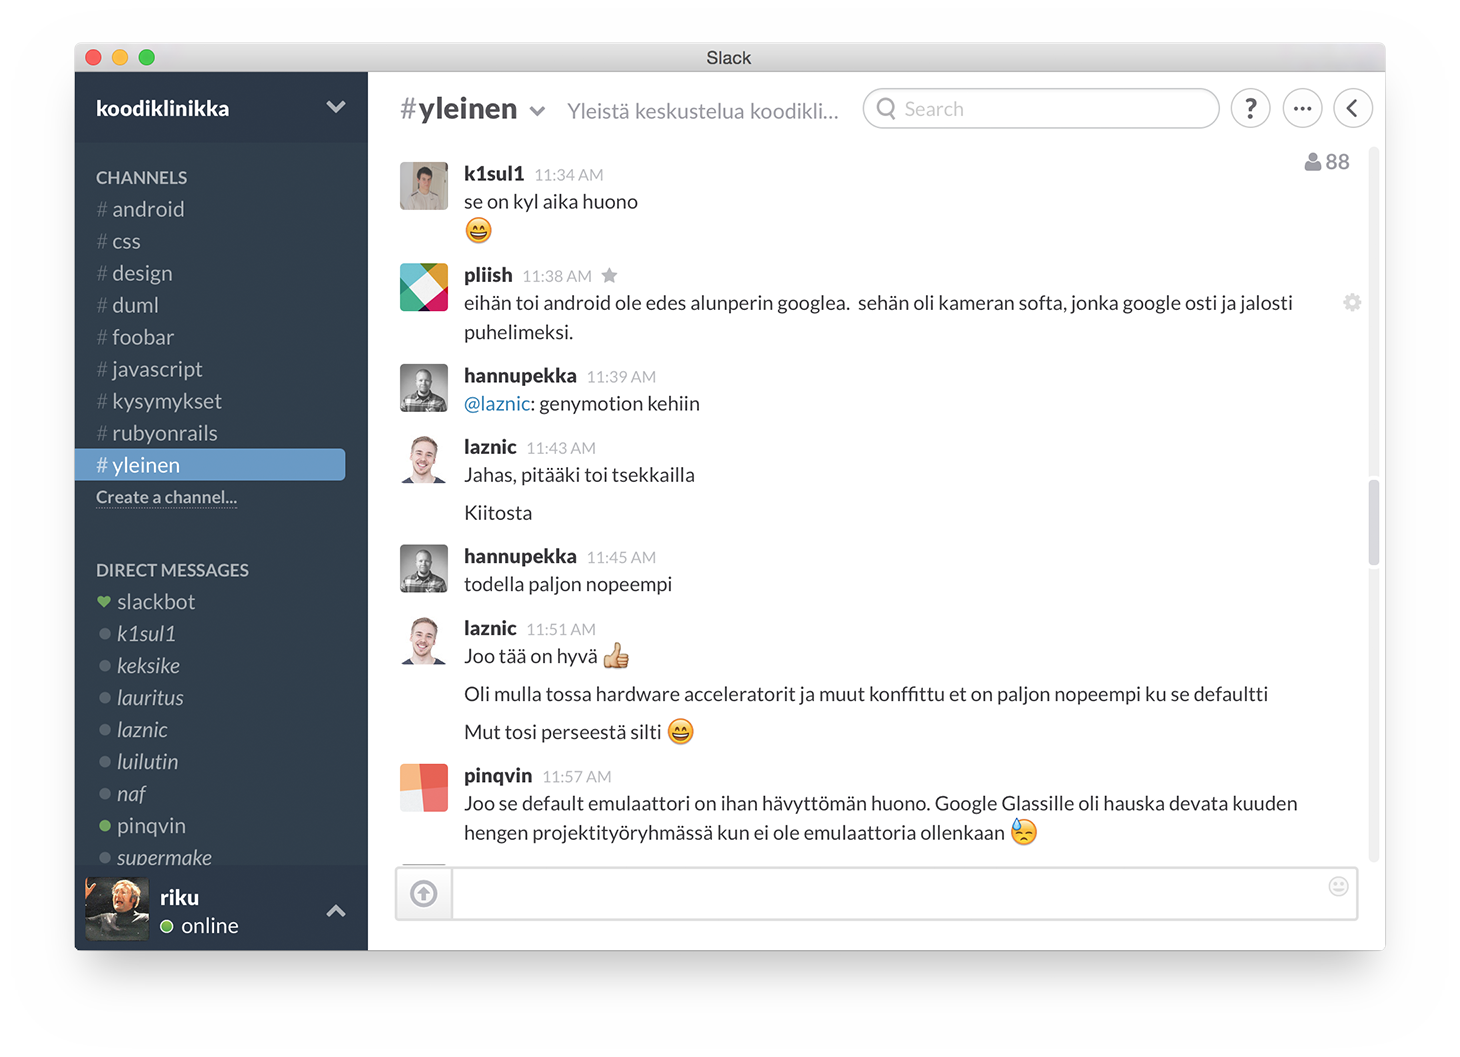 Slack
koodiklinikka
CHANNELS
# android
# css
# design
# duml
# foobar
# javascript
# kysymykset
# rubyonrails
# yleinen
Create a channel...
DIRECT MESSAGES
slackbot
k1sul1
keksike
lauritus
laznic
luilutin
naf
pinqvin
supermake
riku
online
#yleinen
Yleistä keskustelua koodikli...
Search
?
88
k1sul1 11:34 AM
se on kyl aika huono
😄
pliish 11:38 AM ★
eihän toi android ole edes alunperin googlea.  sehän oli kameran softa, jonka google osti ja jalosti
puhelimeksi.
hannupekka 11:39 AM
@laznic: genymotion kehiin
laznic 11:43 AM
Jahas, pitääki toi tsekkailla
Kiitosta
hannupekka 11:45 AM
todella paljon nopeempi
laznic 11:51 AM
Joo tää on hyvä 👍
Oli mulla tossa hardware acceleratorit ja muut konffittu et on paljon nopeempi ku se defaultti
Mut tosi perseestä silti 😄
pinqvin 11:57 AM
Joo se default emulaattori on ihan hävyttömän huono. Google Glassille oli hauska devata kuuden
hengen projektityöryhmässä kun ei ole emulaattoria ollenkaan 😓